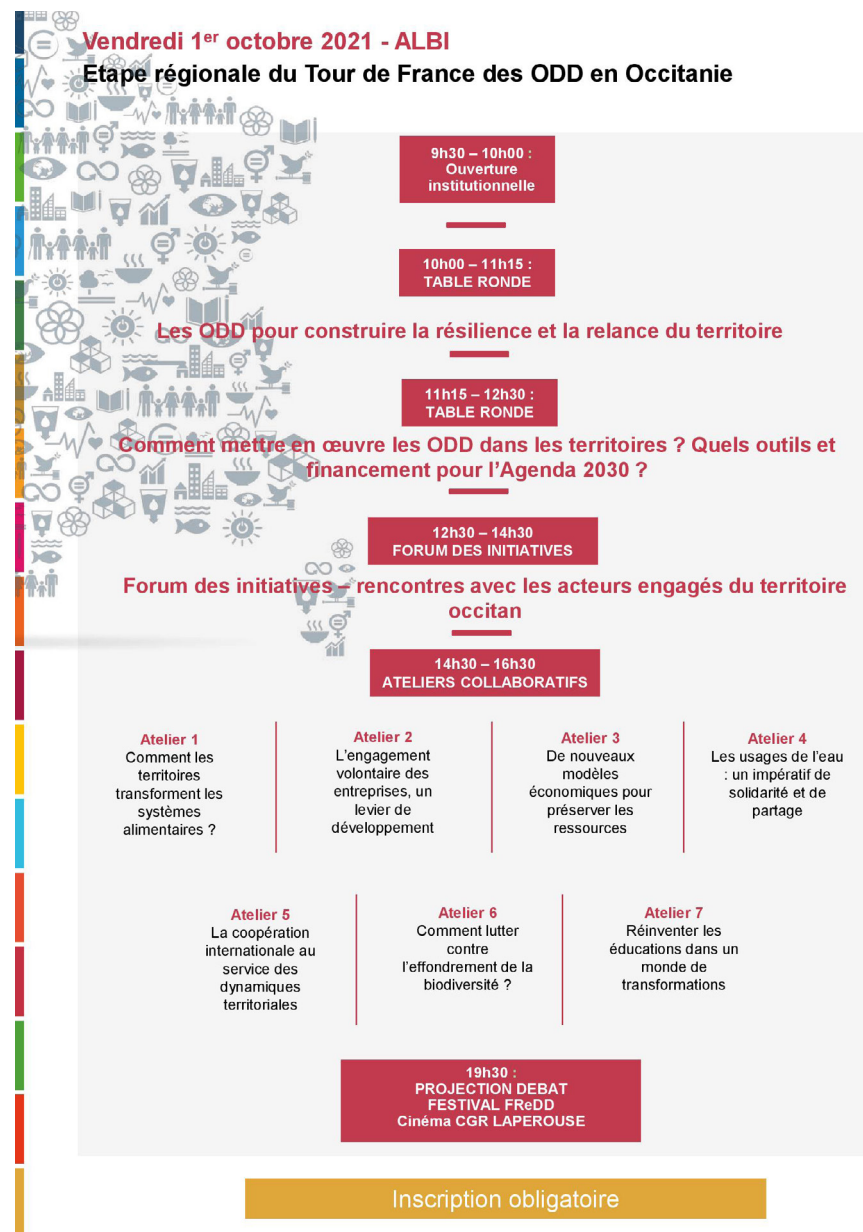 Vendredi 1er octobre 2021 - ALBI
Etape régionale du Tour de France des ODD en Occitanie
9h30 – 10h00 :
Ouverture
institutionnelle
10h00 – 11h15 :
TABLE RONDE
Les ODD pour construire la résilience et la relance du territoire
11h15 – 12h30 :
TABLE RONDE
Comment mettre en œuvre les ODD dans les territoires ? Quels outils et
financement pour l’Agenda 2030 ?
12h30 – 14h30
FORUM DES INITIATIVES
Forum des initiatives – rencontres avec les acteurs engagés du territoire
occitan
14h30 – 16h30
ATELIERS COLLABORATIFS
Atelier 1
Comment les
territoires
transforment les
systèmes
alimentaires ?
Atelier 2
L’engagement
volontaire des
entreprises, un
levier de
développement
Atelier 3
De nouveaux
modèles
économiques pour
préserver les
ressources
Atelier 4
Les usages de l’eau
: un impératif de
solidarité et de
partage
Atelier 5
La coopération
internationale au
service des
dynamiques
territoriales
Atelier 6
Comment lutter
contre
l’effondrement de la
biodiversité ?
Atelier 7
Réinventer les
éducations dans un
monde de
transformations
19h30 :
PROJECTION DEBAT
FESTIVAL FReDD
Cinéma CGR LAPEROUSE
Inscription obligatoire